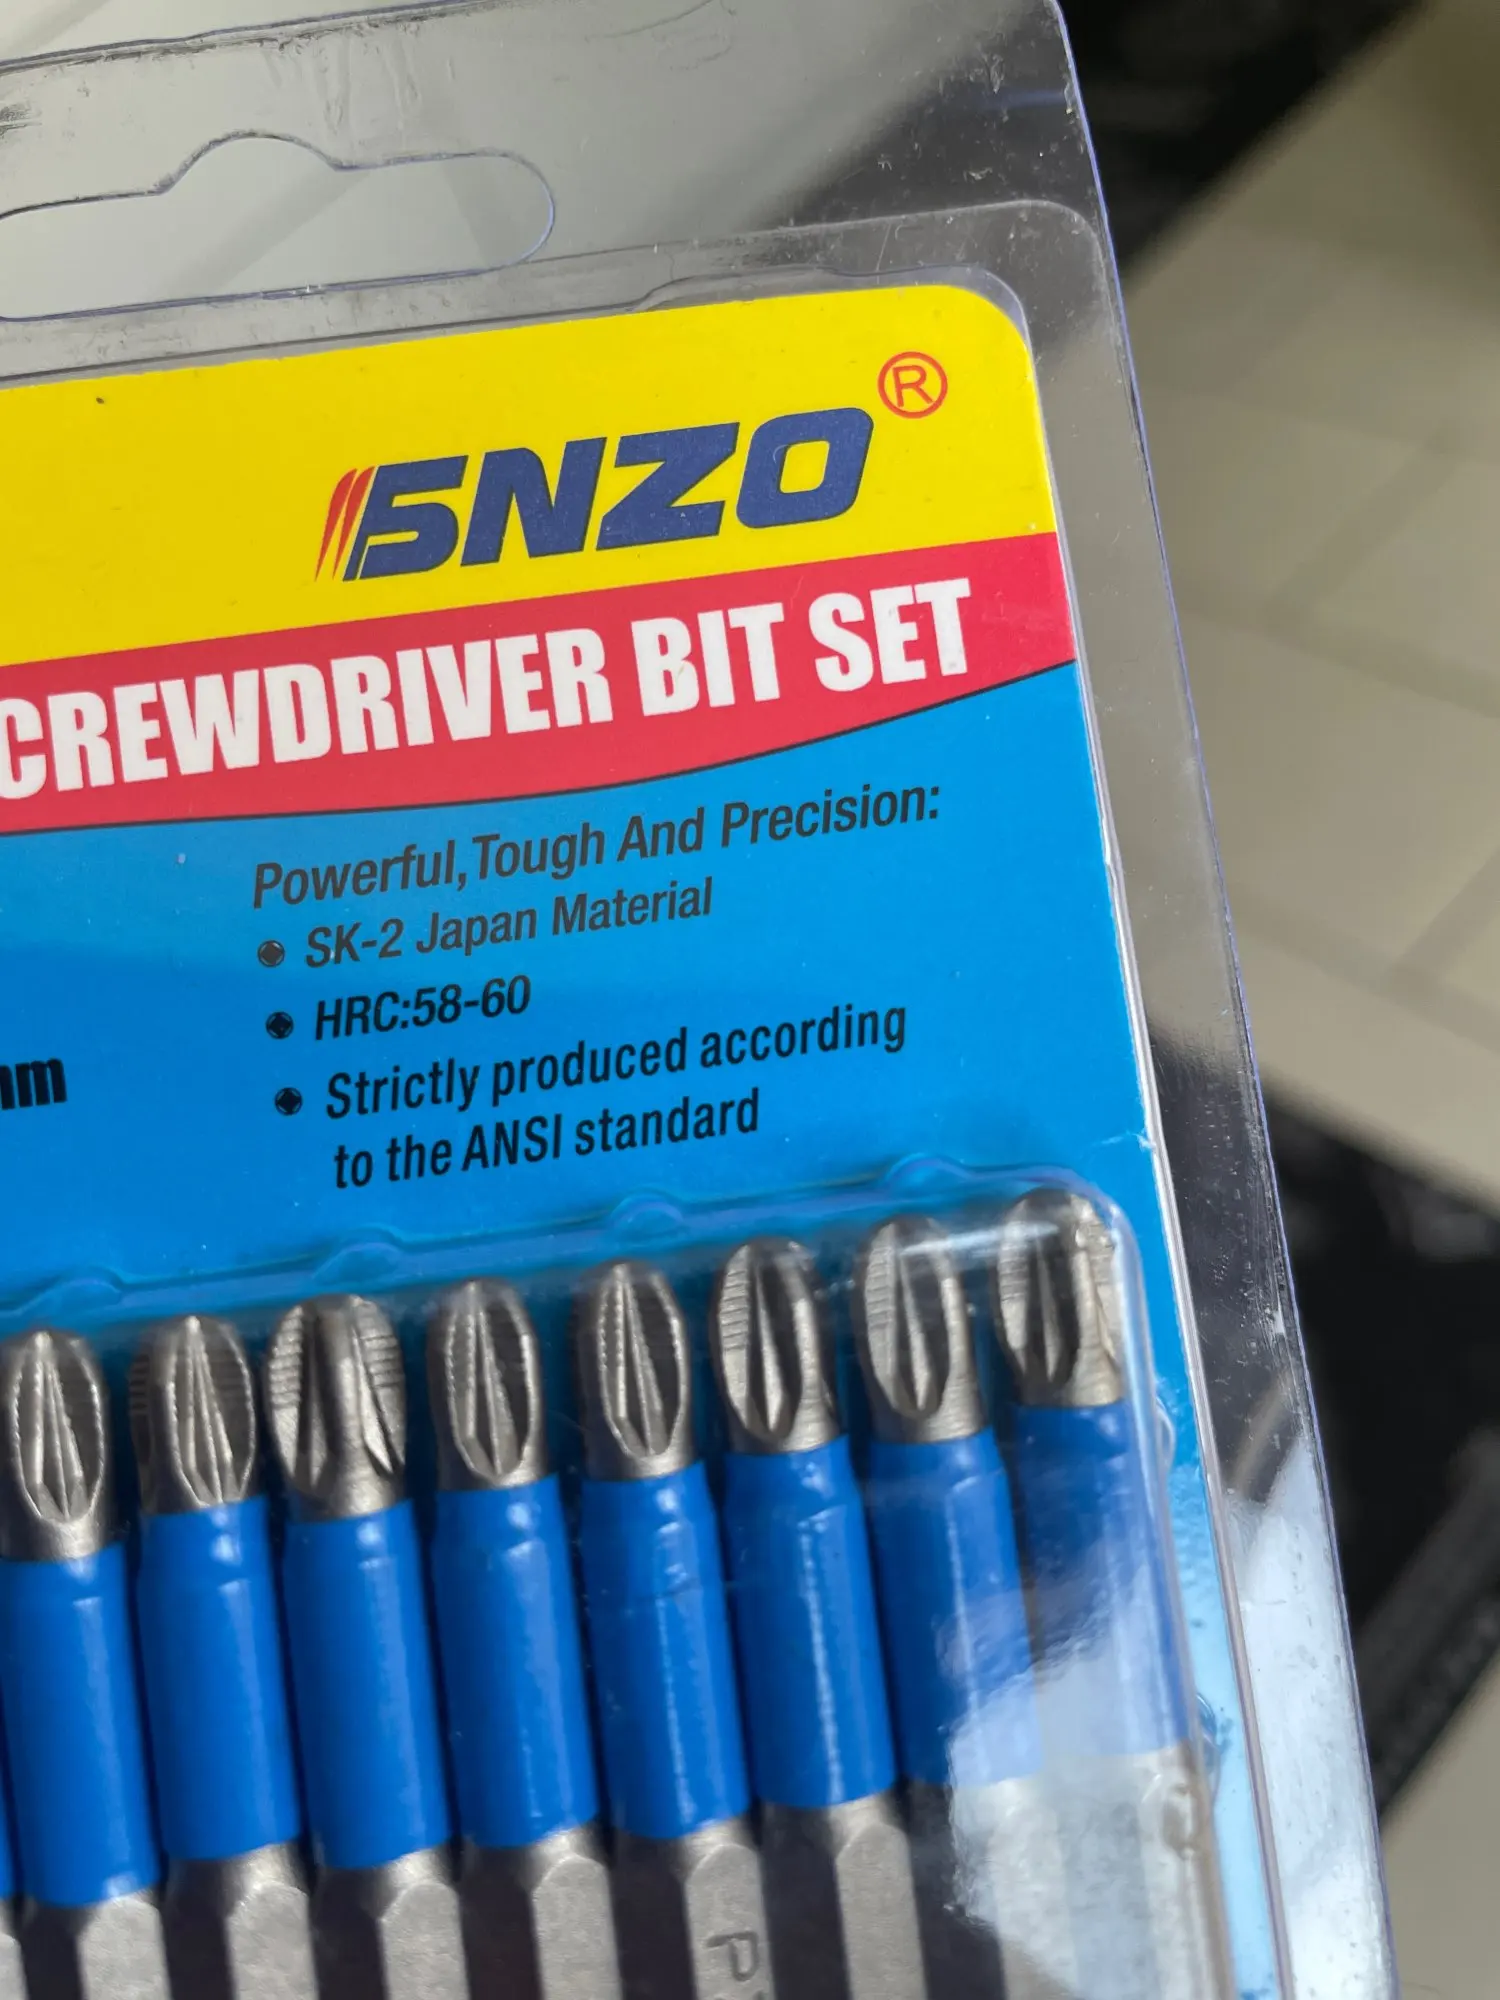 ENZO®
CREWDRIVER BIT SET
Powerful,Tough And Precision:
SK-2 Japan Material
HRC:58-60
mm
Strictly produced according
to the ANSI standard
P